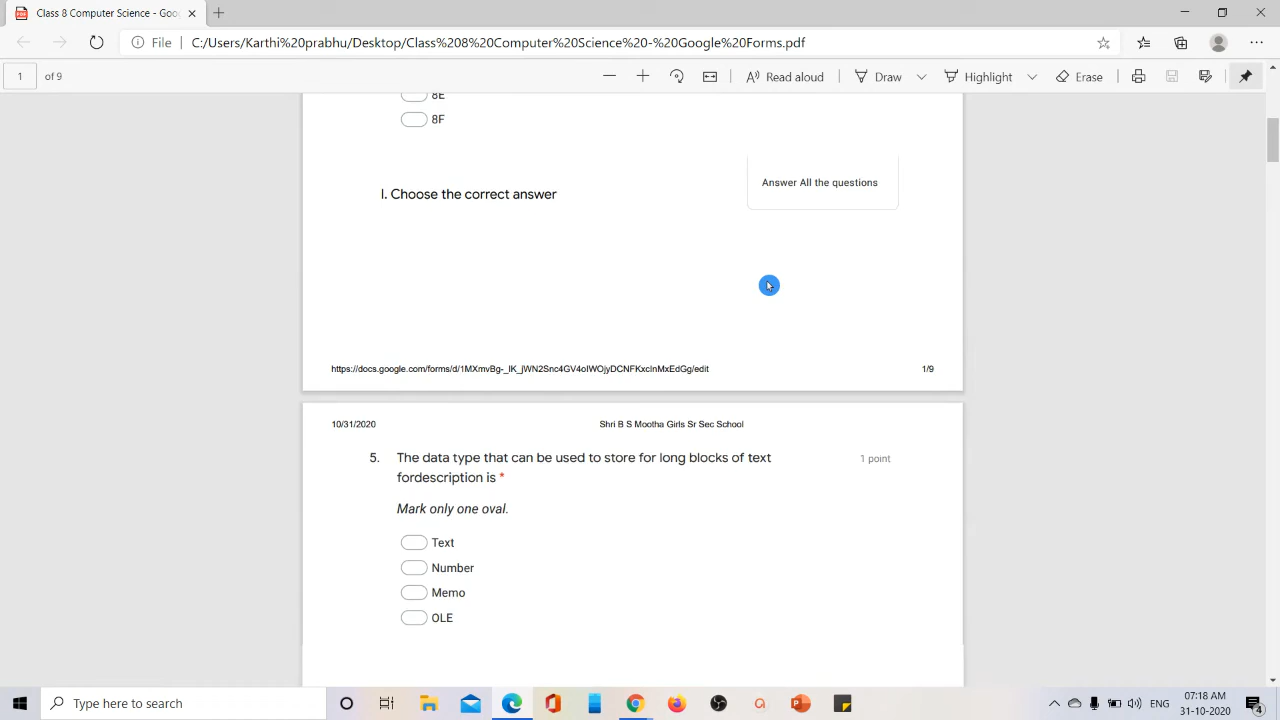 Class 8 Computer Science - Goo
File | C:/Users/Karthi%20prabhu/Desktop/Class%208%20Computer%20Science%20-%20Google%20Forms.pdf
1 of 9
Read aloud
Draw
Highlight
Erase
8E
8F
Answer All the questions
I. Choose the correct answer
https://docs.google.com/forms/d/1MXmvBg-_IK_jWN2Snc4GV4oIWOjyDCNFKxcInMxEdGg/edit
1/9
10/31/2020
Shri B S Mootha Girls Sr Sec School
5. The data type that can be used to store for long blocks of text
1 point
fordescription is *
Mark only one oval.
Text
Number
Memo
OLE
Type here to search
ENG
07:18 AM
31-10-2020
4